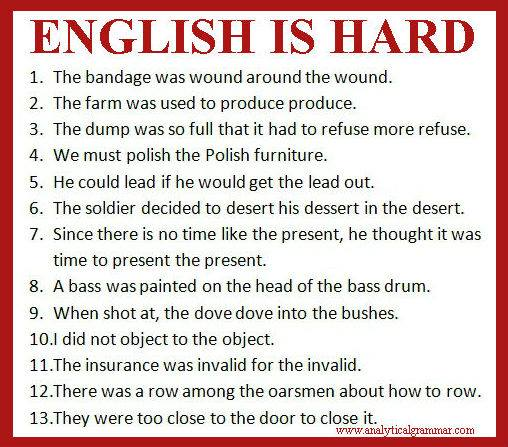 ENGLISH IS HARD
1. The bandage was wound around the wound.
2. The farm was used to produce produce.
3. The dump was so full that it had to refuse more refuse.
4. We must polish the Polish furniture.
5. He could lead if he would get the lead out.
6. The soldier decided to desert his dessert in the desert.
7. Since there is no time like the present, he thought it was
time to present the present.
8. A bass was painted on the head of the bass drum.
9. When shot at, the dove dove into the bushes.
10.I did not object to the object.
11.The insurance was invalid for the invalid.
12.There was a row among the oarsmen about how to row.
13.They were too close to the door to close it.
www.analyticalgrammar.com